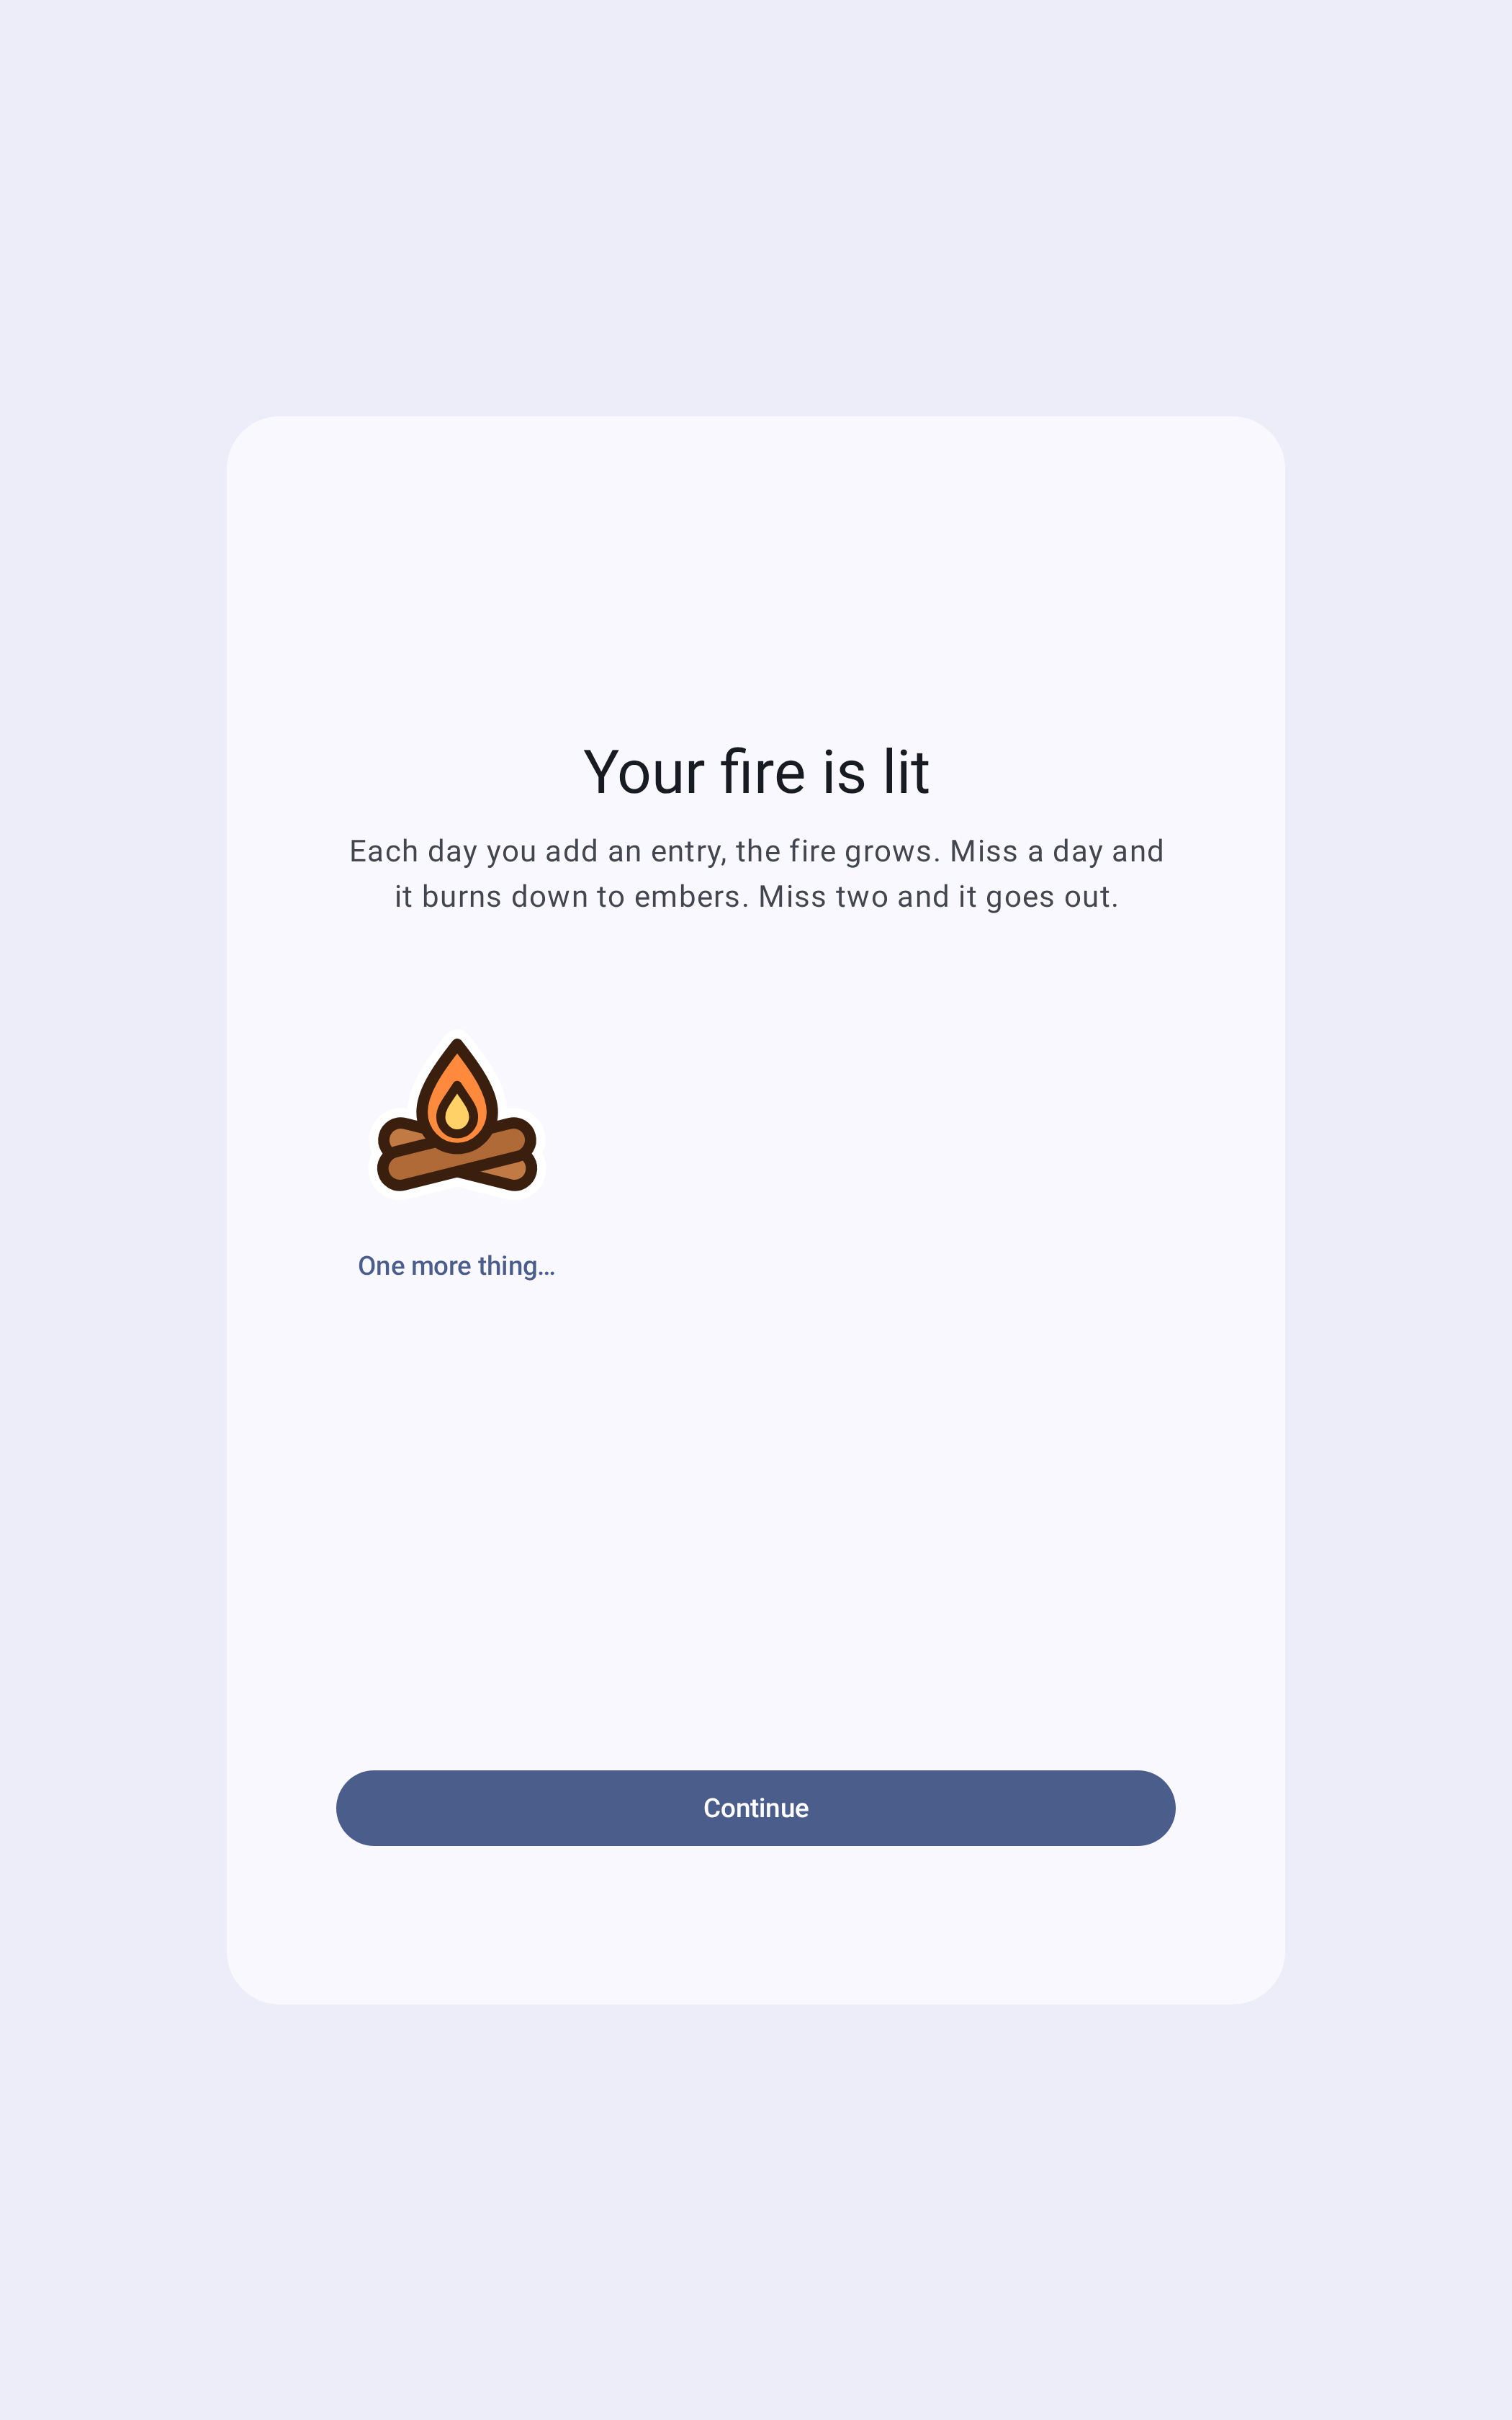 Your fire is lit
Each day you add an entry, the fire grows. Miss a day and
it burns down to embers. Miss two and it goes out.
One more thing...
Continue